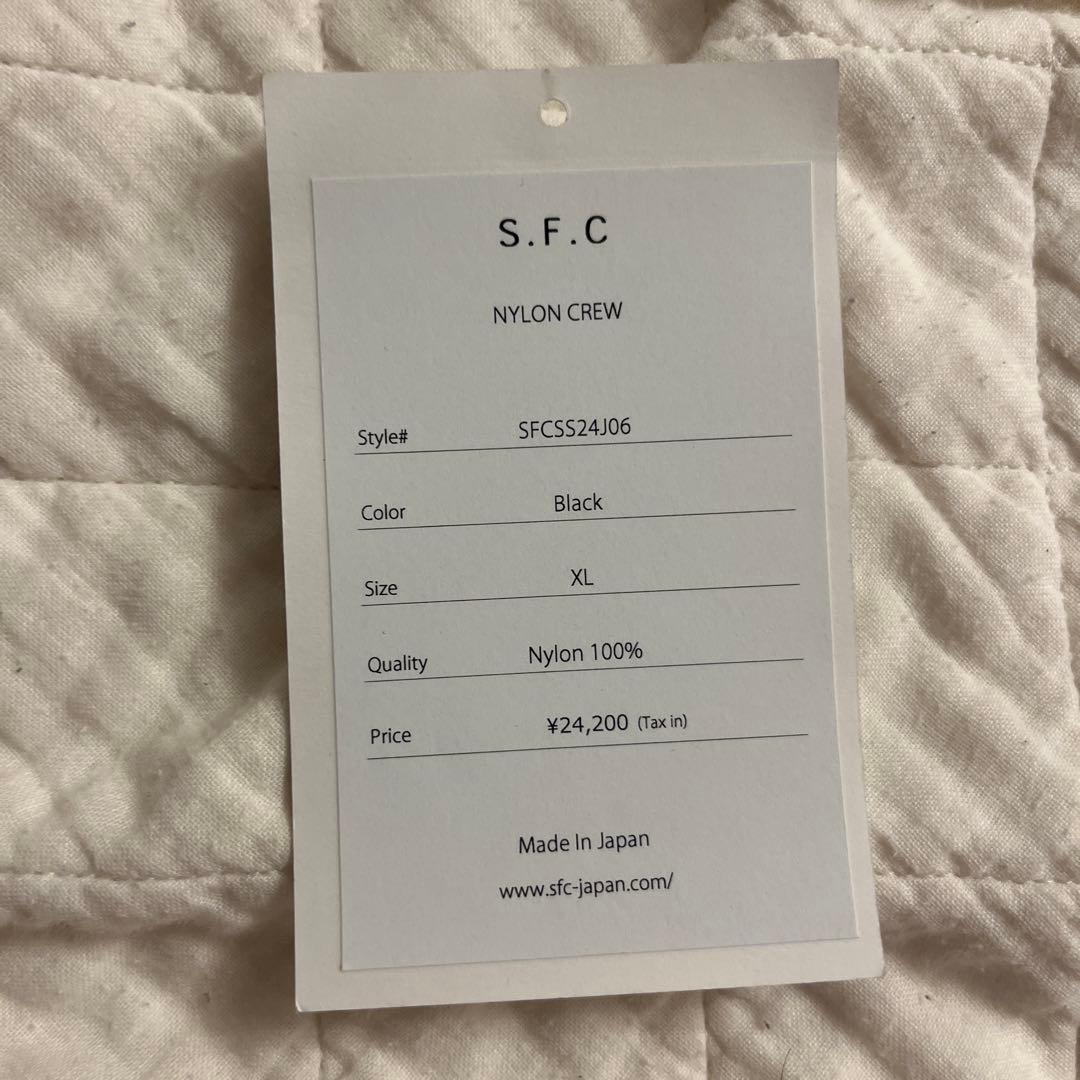 S.F.C
NYLON CREW
Style# SFCSS24J06
Color Black
Size XL
Quality Nylon 100%
Price ¥24,200 (Tax in)
Made In Japan
www.sfc-japan.com/